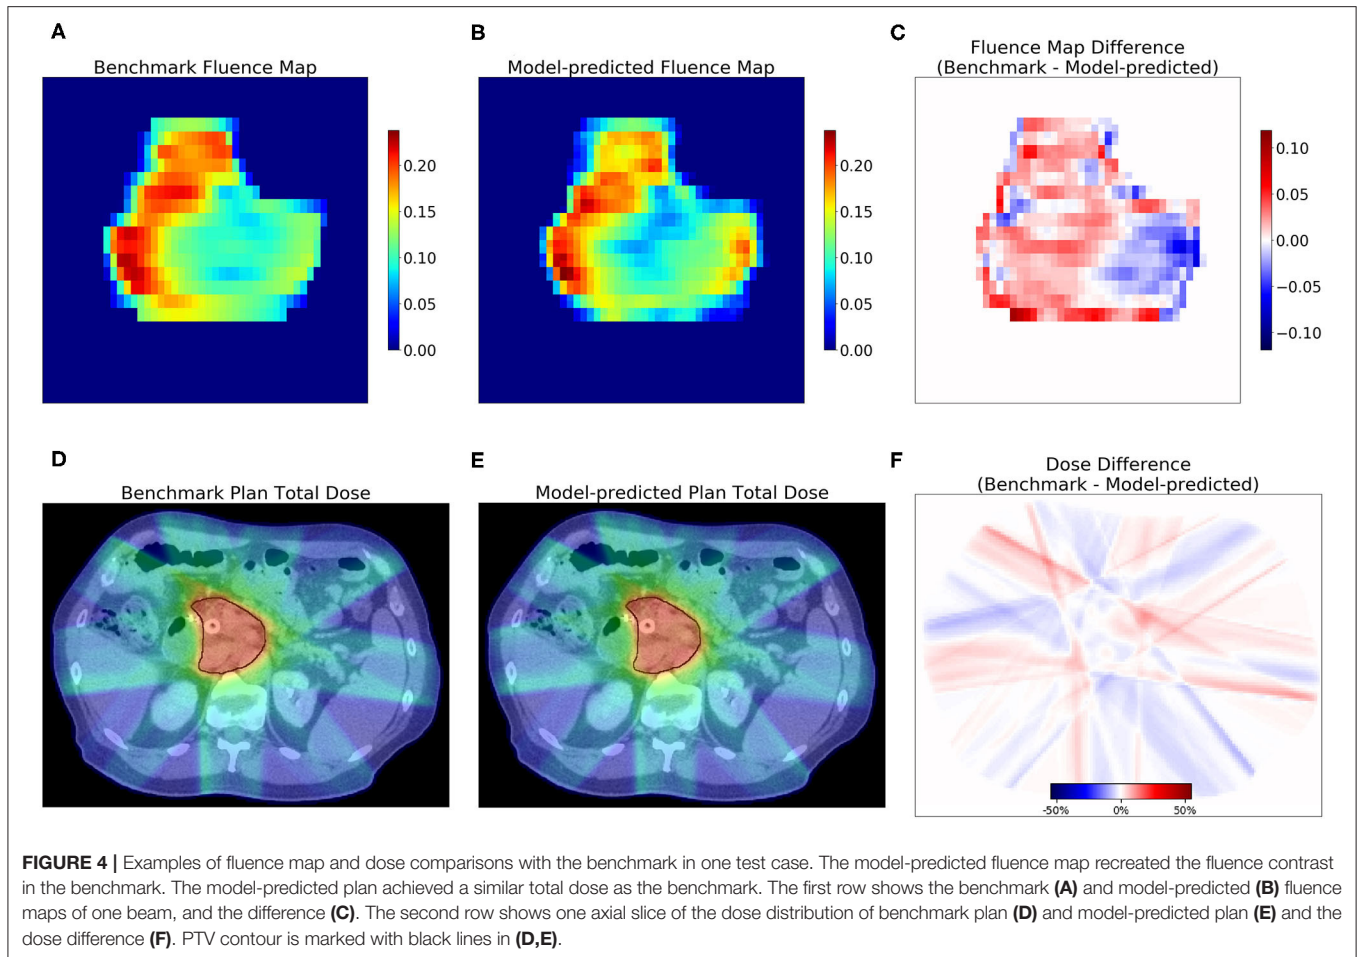 A
Benchmark Fluence Map
0.20
0.15
0.10
0.05
0.00
B
Model-predicted Fluence Map
0.20
0.15
0.10
0.05
0.00
C
Fluence Map Difference
(Benchmark - Model-predicted)
0.10
0.05
0.00
−0.05
−0.10
D
Benchmark Plan Total Dose
E
Model-predicted Plan Total Dose
F
Dose Difference
(Benchmark - Model-predicted)
-50% 0% 50%
FIGURE 4 | Examples of fluence map and dose comparisons with the benchmark in one test case. The model-predicted fluence map recreated the fluence contrast
in the benchmark. The model-predicted plan achieved a similar total dose as the benchmark. The first row shows the benchmark (A) and model-predicted (B) fluence
maps of one beam, and the difference (C). The second row shows one axial slice of the dose distribution of benchmark plan (D) and model-predicted plan (E) and the
dose difference (F). PTV contour is marked with black lines in (D,E).